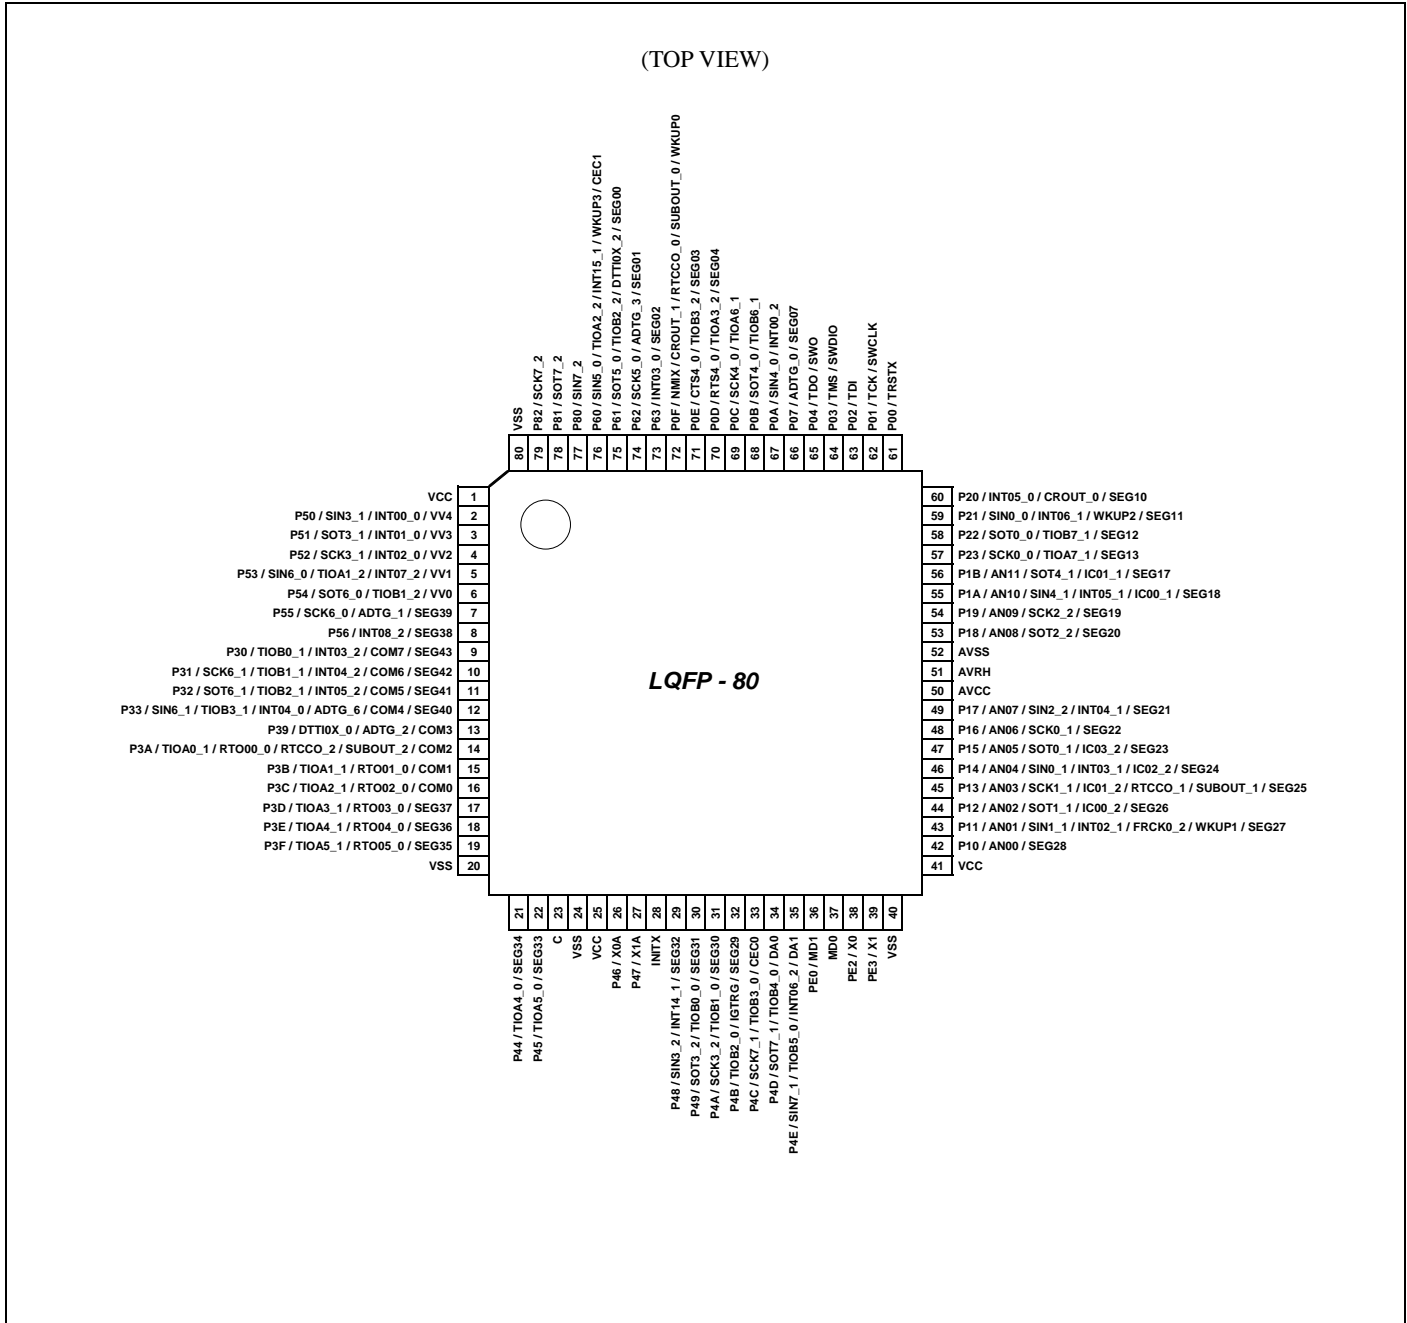 (TOP VIEW)
VSS
P82 / SCK7_2
P81 / SOT7_2
P80 / SIN7_2
P60 / SIN5_0 / TIOA2_2 / INT15_1 / WKUP3 / CEC1
P61 / SOT5_0 / TIOB2_2 / DTTI0X_2 / SEG00
P62 / SCK5_0 / ADTG_3 / SEG01
P63 / INT03_0 / SEG02
P0F / NMIX / CROUT_1 / RTCCO_0 / SUBOUT_0 / WKUP0
P0E / CTS4_0 / TIOB3_2 / SEG03
P0D / RTS4_0 / TIOA3_2 / SEG04
P0C / SCK4_0 / TIOA6_1
P0B / SOT4_0 / TIOB6_1
P0A / SIN4_0 / INT00_2
P07 / ADTG_0 / SEG07
P04 / TDO / SWO
P03 / TMS / SWDIO
P02 / TDI
P01 / TCK / SWCLK
P00 / TRSTX
80 79 78 77 76 75 74 73 72 71 70 69 68 67 66 65 64 63 62 61
VCC 1
P50 / SIN3_1 / INT00_0 / VV4 2
P51 / SOT3_1 / INT01_0 / VV3 3
P52 / SCK3_1 / INT02_0 / VV2 4
P53 / SIN6_0 / TIOA1_2 / INT07_2 / VV1 5
P54 / SOT6_0 / TIOB1_2 / VV0 6
P55 / SCK6_0 / ADTG_1 / SEG39 7
P56 / INT08_2 / SEG38 8
P30 / TIOB0_1 / INT03_2 / COM7 / SEG43 9
P31 / SCK6_1 / TIOB1_1 / INT04_2 / COM6 / SEG42 10
P32 / SOT6_1 / TIOB2_1 / INT05_2 / COM5 / SEG41 11
P33 / SIN6_1 / TIOB3_1 / INT04_0 / ADTG_6 / COM4 / SEG40 12
P39 / DTTI0X_0 / ADTG_2 / COM3 13
P3A / TIOA0_1 / RTO00_0 / RTCCO_2 / SUBOUT_2 / COM2 14
P3B / TIOA1_1 / RTO01_0 / COM1 15
P3C / TIOA2_1 / RTO02_0 / COM0 16
P3D / TIOA3_1 / RTO03_0 / SEG37 17
P3E / TIOA4_1 / RTO04_0 / SEG36 18
P3F / TIOA5_1 / RTO05_0 / SEG35 19
VSS 20
LQFP - 80
60 P20 / INT05_0 / CROUT_0 / SEG10
59 P21 / SIN0_0 / INT06_1 / WKUP2 / SEG11
58 P22 / SOT0_0 / TIOB7_1 / SEG12
57 P23 / SCK0_0 / TIOA7_1 / SEG13
56 P1B / AN11 / SOT4_1 / IC01_1 / SEG17
55 P1A / AN10 / SIN4_1 / INT05_1 / IC00_1 / SEG18
54 P19 / AN09 / SCK2_2 / SEG19
53 P18 / AN08 / SOT2_2 / SEG20
52 AVSS
51 AVRH
50 AVCC
49 P17 / AN07 / SIN2_2 / INT04_1 / SEG21
48 P16 / AN06 / SCK0_1 / SEG22
47 P15 / AN05 / SOT0_1 / IC03_2 / SEG23
46 P14 / AN04 / SIN0_1 / INT03_1 / IC02_2 / SEG24
45 P13 / AN03 / SCK1_1 / IC01_2 / RTCCO_1 / SUBOUT_1 / SEG25
44 P12 / AN02 / SOT1_1 / IC00_2 / SEG26
43 P11 / AN01 / SIN1_1 / INT02_1 / FRCK0_2 / WKUP1 / SEG27
42 P10 / AN00 / SEG28
41 VCC
21 22 23 24 25 26 27 28 29 30 31 32 33 34 35 36 37 38 39 40
P44 / TIOA4_0 / SEG34
P45 / TIOA5_0 / SEG33
C
VSS
VCC
P46 / X0A
P47 / X1A
INITX
P48 / SIN3_2 / INT14_1 / SEG32
P49 / SOT3_2 / TIOB0_0 / SEG31
P4A / SCK3_2 / TIOB1_0 / SEG30
P4B / TIOB2_0 / IGTRG / SEG29
P4C / SCK7_1 / TIOB3_0 / CEC0
P4D / SOT7_1 / TIOB4_0 / DA0
P4E / SIN7_1 / TIOB5_0 / INT06_2 / DA1
PE0 / MD1
MD0
PE2 / X0
PE3 / X1
VSS